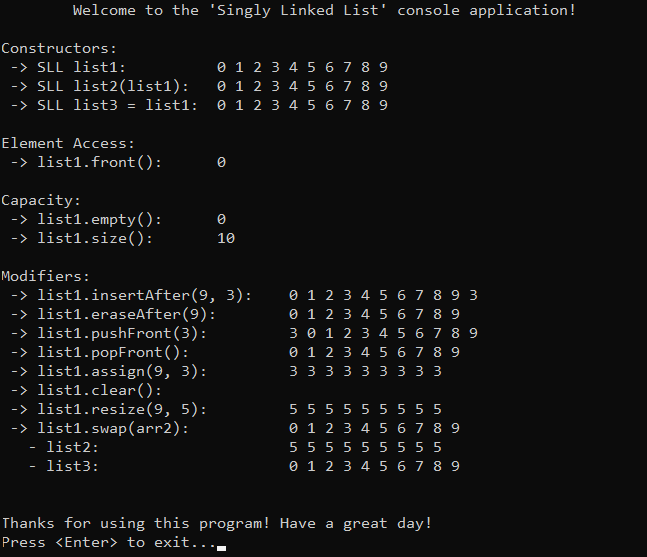 Welcome to the 'Singly Linked List' console application!
Constructors:
-> SLL list1: 0 1 2 3 4 5 6 7 8 9
-> SLL list2(list1): 0 1 2 3 4 5 6 7 8 9
-> SLL list3 = list1: 0 1 2 3 4 5 6 7 8 9
Element Access:
-> list1.front(): 0
Capacity:
-> list1.empty(): 0
-> list1.size(): 10
Modifiers:
-> list1.insertAfter(9, 3): 0 1 2 3 4 5 6 7 8 9 3
-> list1.eraseAfter(9): 0 1 2 3 4 5 6 7 8 9
-> list1.pushFront(3): 3 0 1 2 3 4 5 6 7 8 9
-> list1.popFront(): 0 1 2 3 4 5 6 7 8 9
-> list1.assign(9, 3): 3 3 3 3 3 3 3 3 3
-> list1.clear():
-> list1.resize(9, 5): 5 5 5 5 5 5 5 5 5
-> list1.swap(arr2): 0 1 2 3 4 5 6 7 8 9
- list2: 5 5 5 5 5 5 5 5 5
- list3: 0 1 2 3 4 5 6 7 8 9
Thanks for using this program! Have a great day!
Press <Enter> to exit...